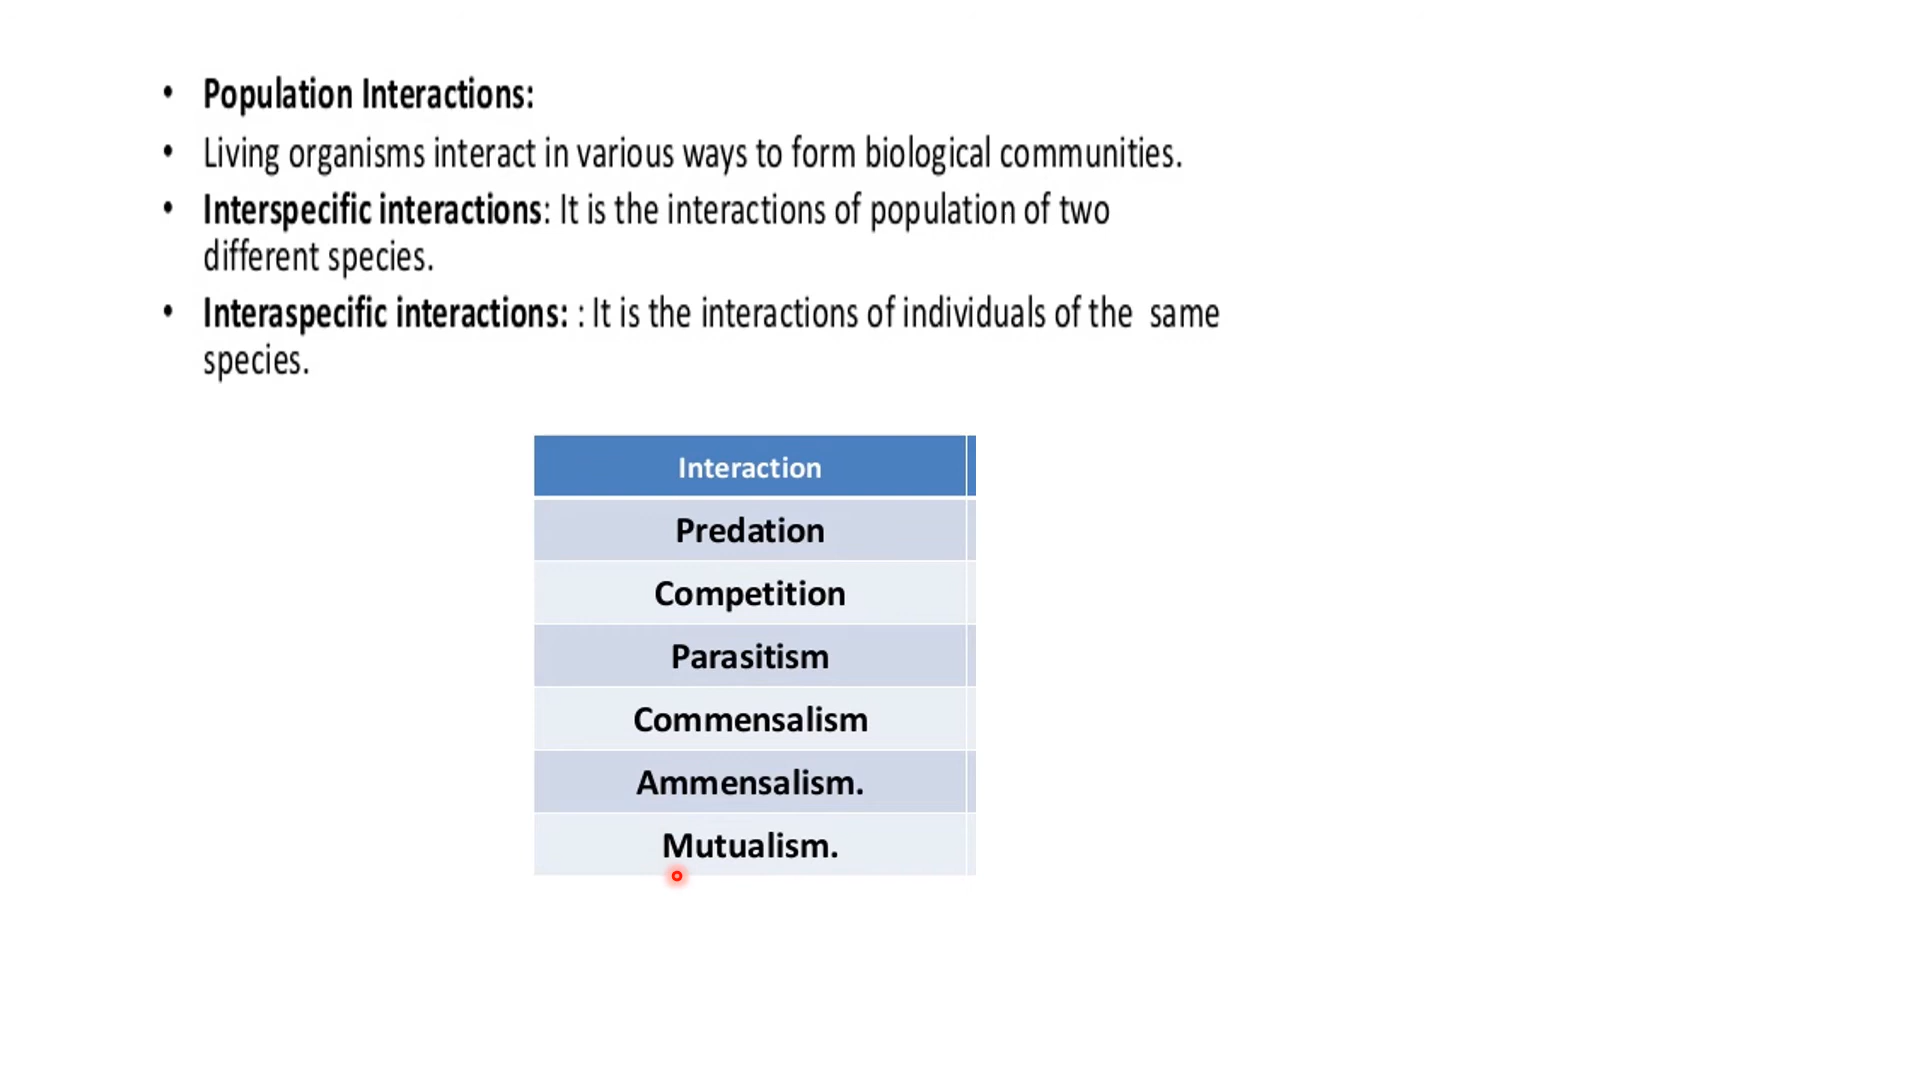 • Population Interactions:
• Living organisms interact in various ways to form biological communities.
• Interspecific interactions: It is the interactions of population of two
different species.
• Interaspecific interactions: : It is the interactions of individuals of the same
species.
Interaction
Predation
Competition
Parasitism
Commensalism
Ammensalism.
Mutualism.